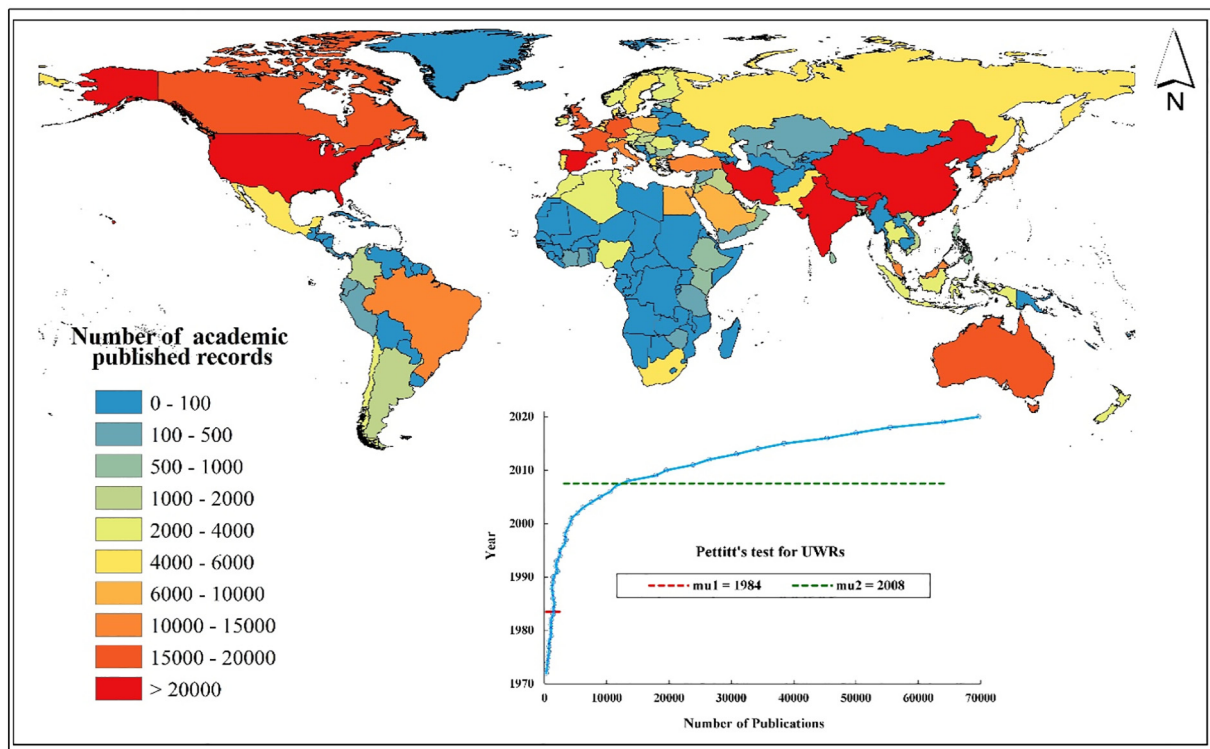 N
Number of academic
published records
0 - 100
100 - 500
500 - 1000
1000 - 2000
2000 - 4000
4000 - 6000
6000 - 10000
10000 - 15000
15000 - 20000
> 20000
2020
2010
2000
1990
1980
1970
Year
Pettitt's test for UWRs
mu1 = 1984 mu2 = 2008
0 10000 20000 30000 40000 50000 60000 70000
Number of Publications